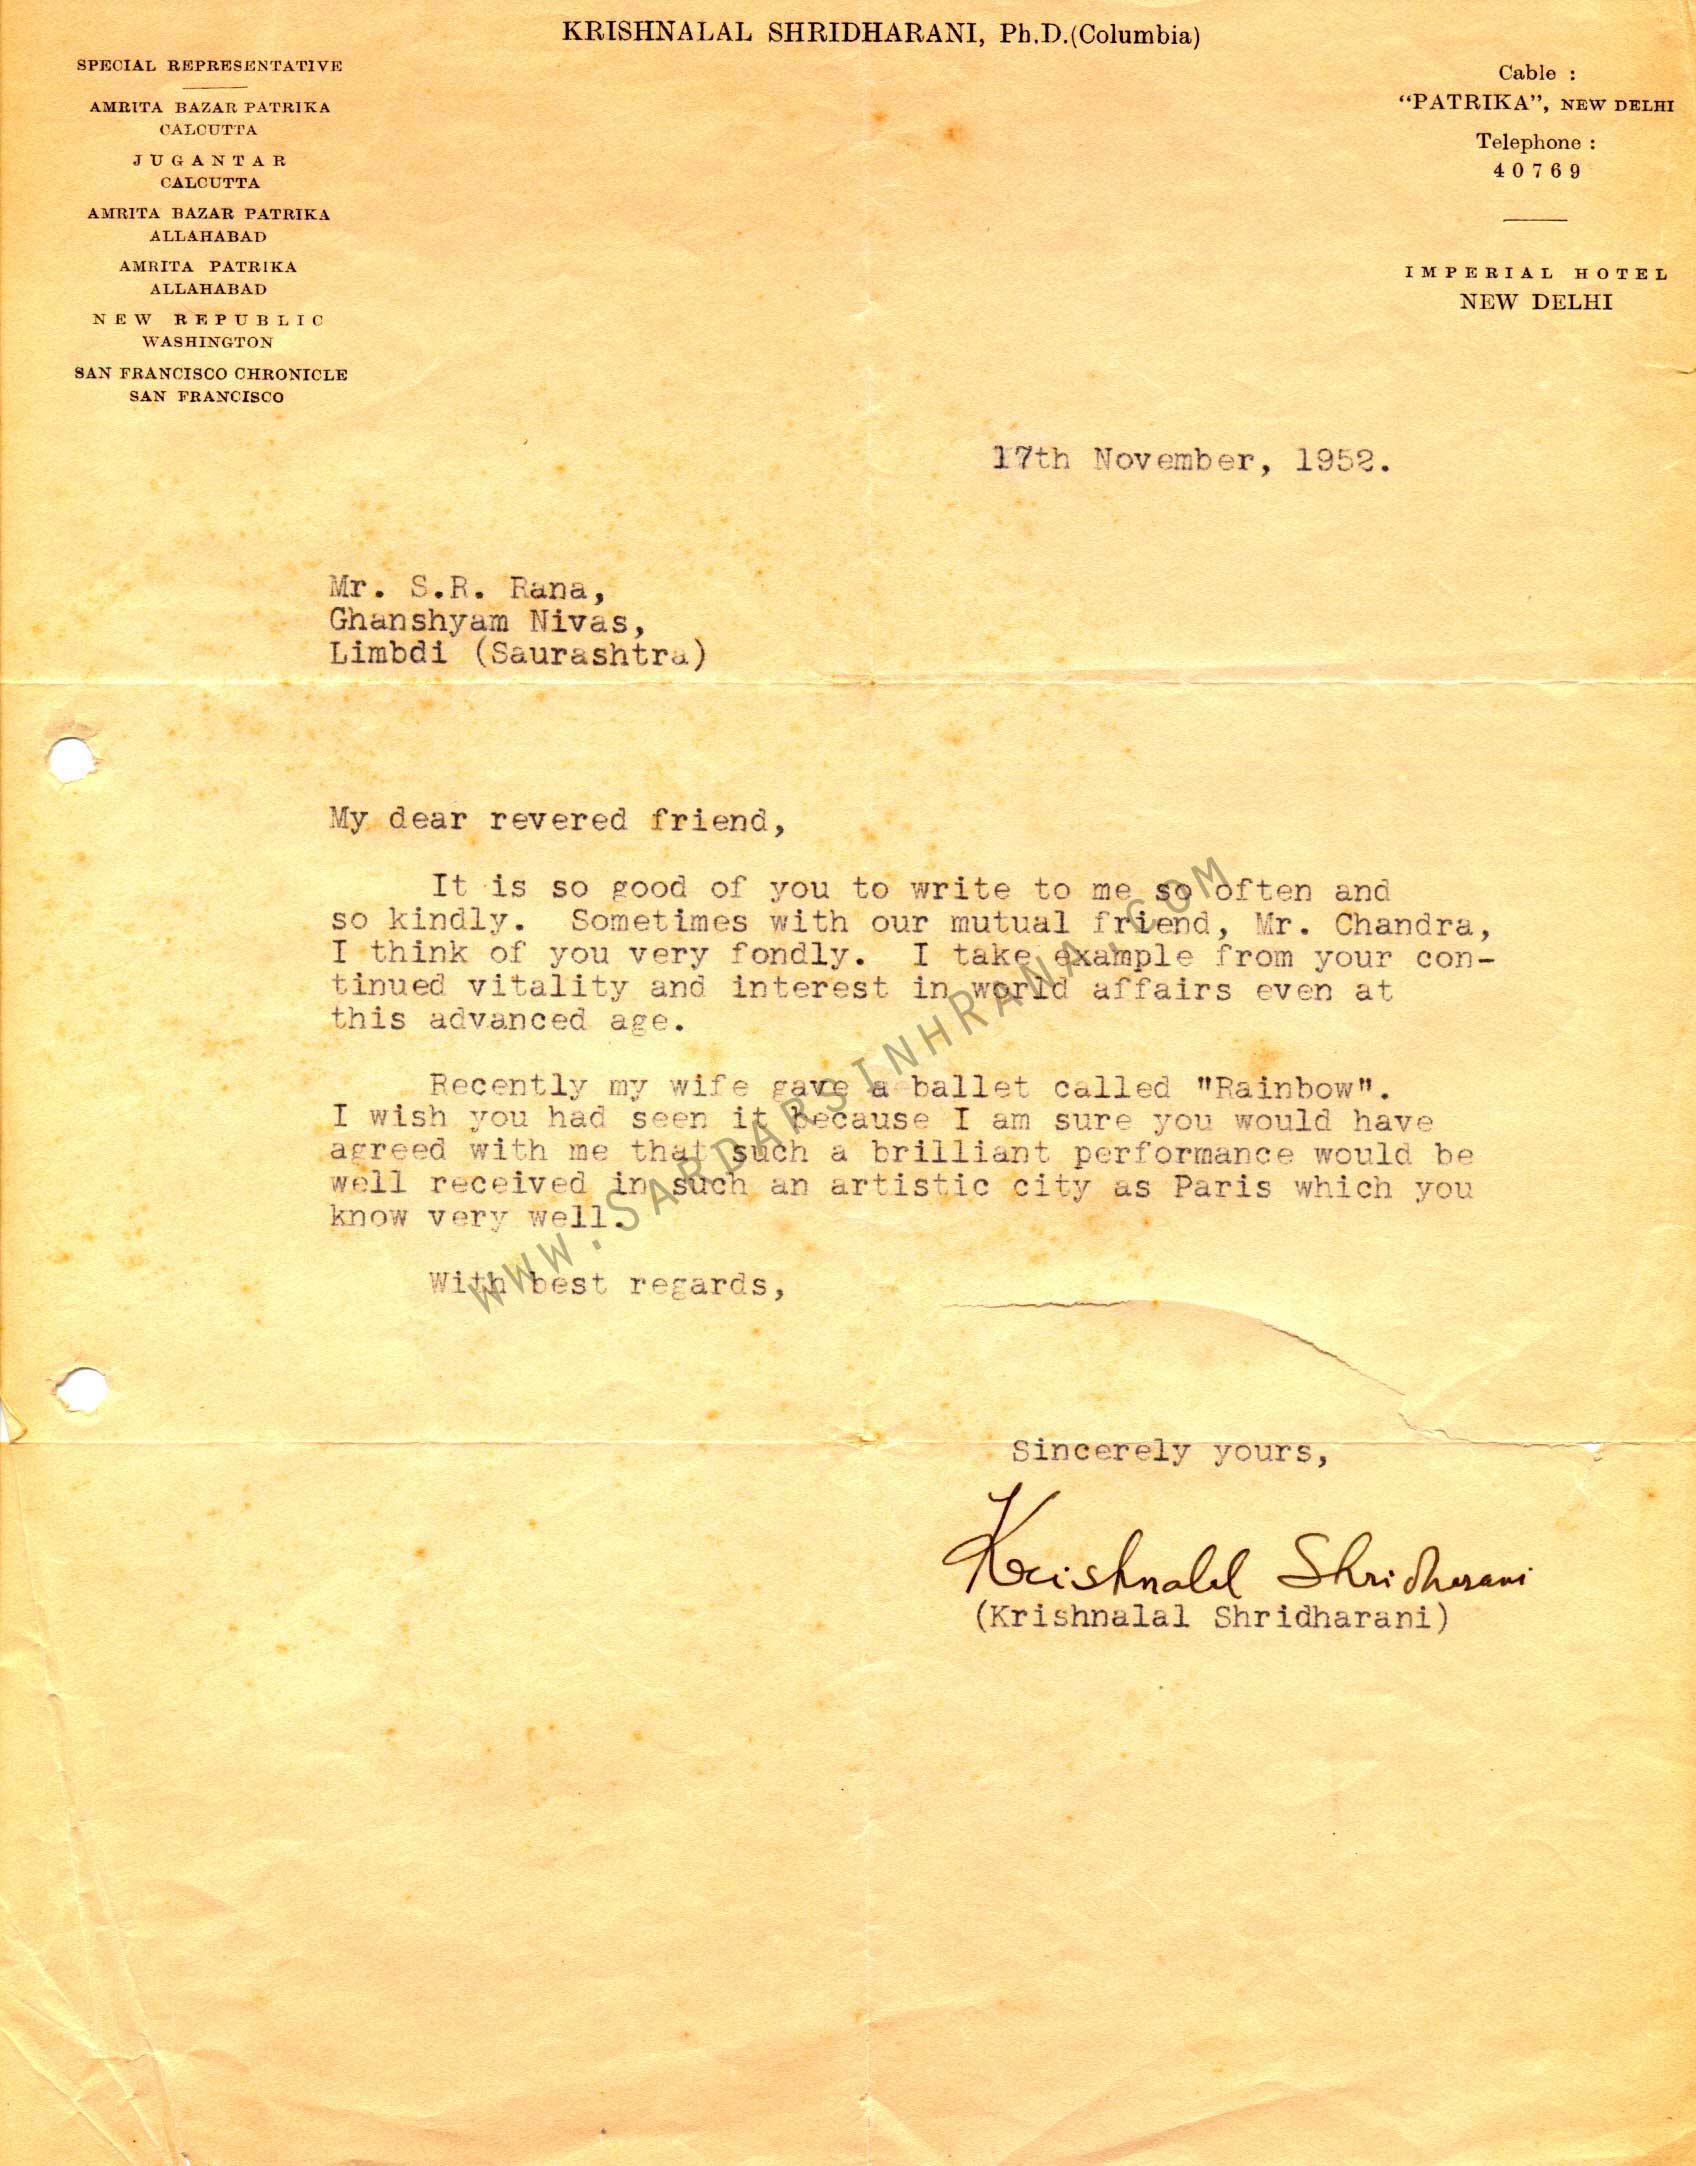 KRISHNALAL SHRIDHARANI, Ph.D.(Columbia)
SPECIAL REPRESENTATIVE
AMRITA BAZAR PATRIKA
CALCUTTA
JUGANTAR
CALCUTTA
AMRITA BAZAR PATRIKA
ALLAHABAD
AMRITA PATRIKA
ALLAHABAD
NEW REPUBLIC
WASHINGTON
SAN FRANCISCO CHRONICLE
SAN FRANCISCO
Cable :
"PATRIKA", NEW DELHI
Telephone :
40769
IMPERIAL HOTEL
NEW DELHI
17th November, 1952.
Mr. S.R. Rana,
Ghanshyam Nivas,
Limbdi (Saurashtra)
My dear revered friend,
It is so good of you to write to me so often and
so kindly. Sometimes with our mutual friend, Mr. Chandra,
I think of you very fondly. I take example from your con-
tinued vitality and interest in world affairs even at
this advanced age.
Recently my wife gave a ballet called "Rainbow".
I wish you had seen it because I am sure you would have
agreed with me that such a brilliant performance would be
well received in such an artistic city as Paris which you
know very well.
With best regards,
Sincerely yours,
Krishnalal Shridharani
(Krishnalal Shridharani)
WWW.SARDARSINHRANA.COM